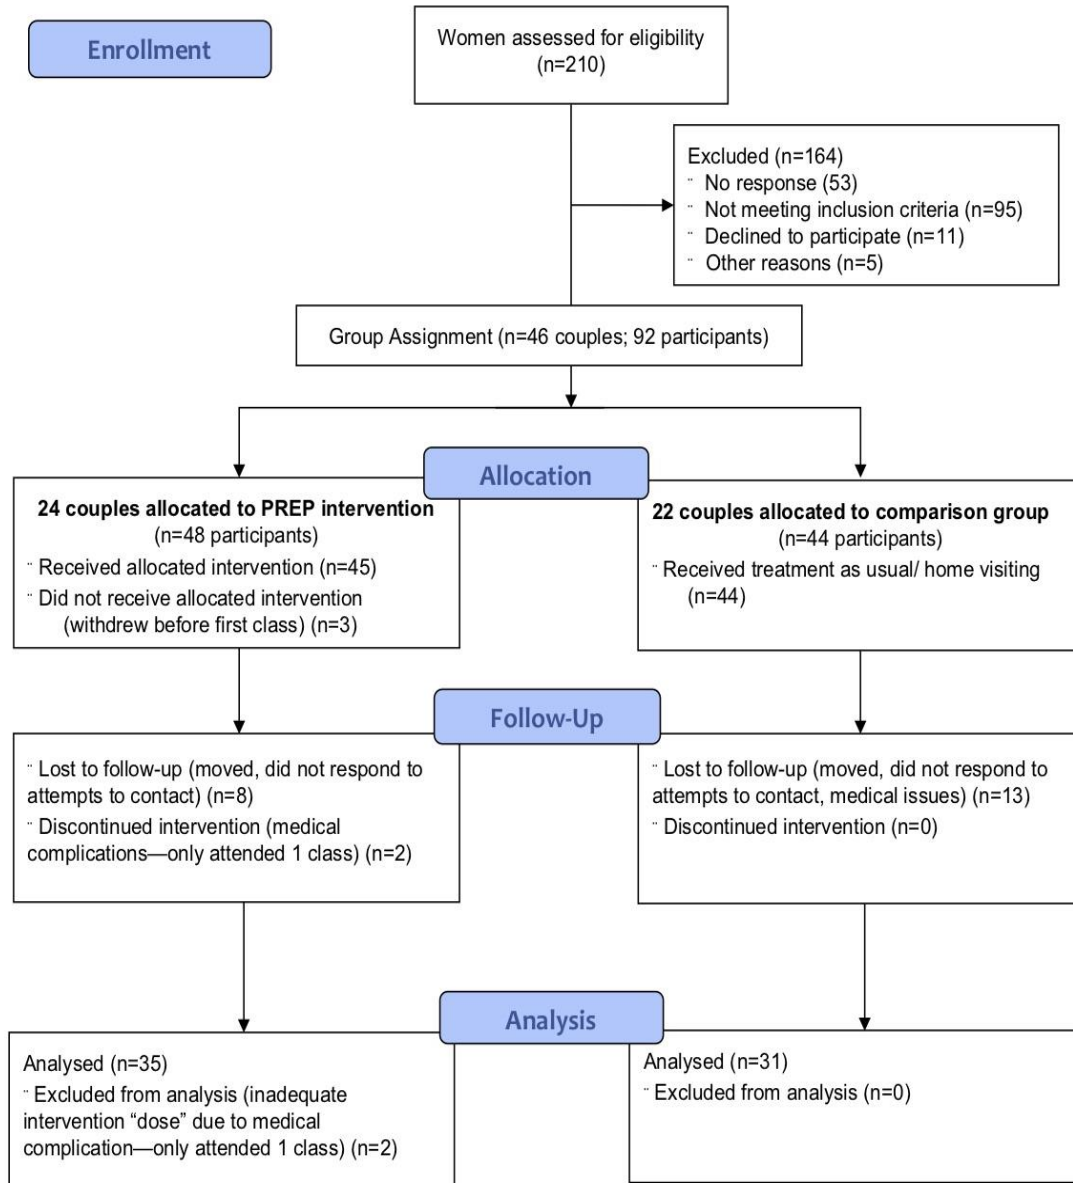 Enrollment
Women assessed for eligibility
(n=210)
Excluded (n=164)
¨ No response (53)
¨ Not meeting inclusion criteria (n=95)
¨ Declined to participate (n=11)
¨ Other reasons (n=5)
Group Assignment (n=46 couples; 92 participants)
Allocation
24 couples allocated to PREP intervention
(n=48 participants)
¨ Received allocated intervention (n=45)
¨ Did not receive allocated intervention
(withdrew before first class) (n=3)
22 couples allocated to comparison group
(n=44 participants)
¨ Received treatment as usual/ home visiting
(n=44)
Follow-Up
¨ Lost to follow-up (moved, did not respond to
attempts to contact) (n=8)
¨ Discontinued intervention (medical
complications—only attended 1 class) (n=2)
¨ Lost to follow-up (moved, did not respond to
attempts to contact, medical issues) (n=13)
¨ Discontinued intervention (n=0)
Analysis
Analysed (n=35)
¨ Excluded from analysis (inadequate
intervention “dose” due to medical
complication—only attended 1 class) (n=2)
Analysed (n=31)
¨ Excluded from analysis (n=0)